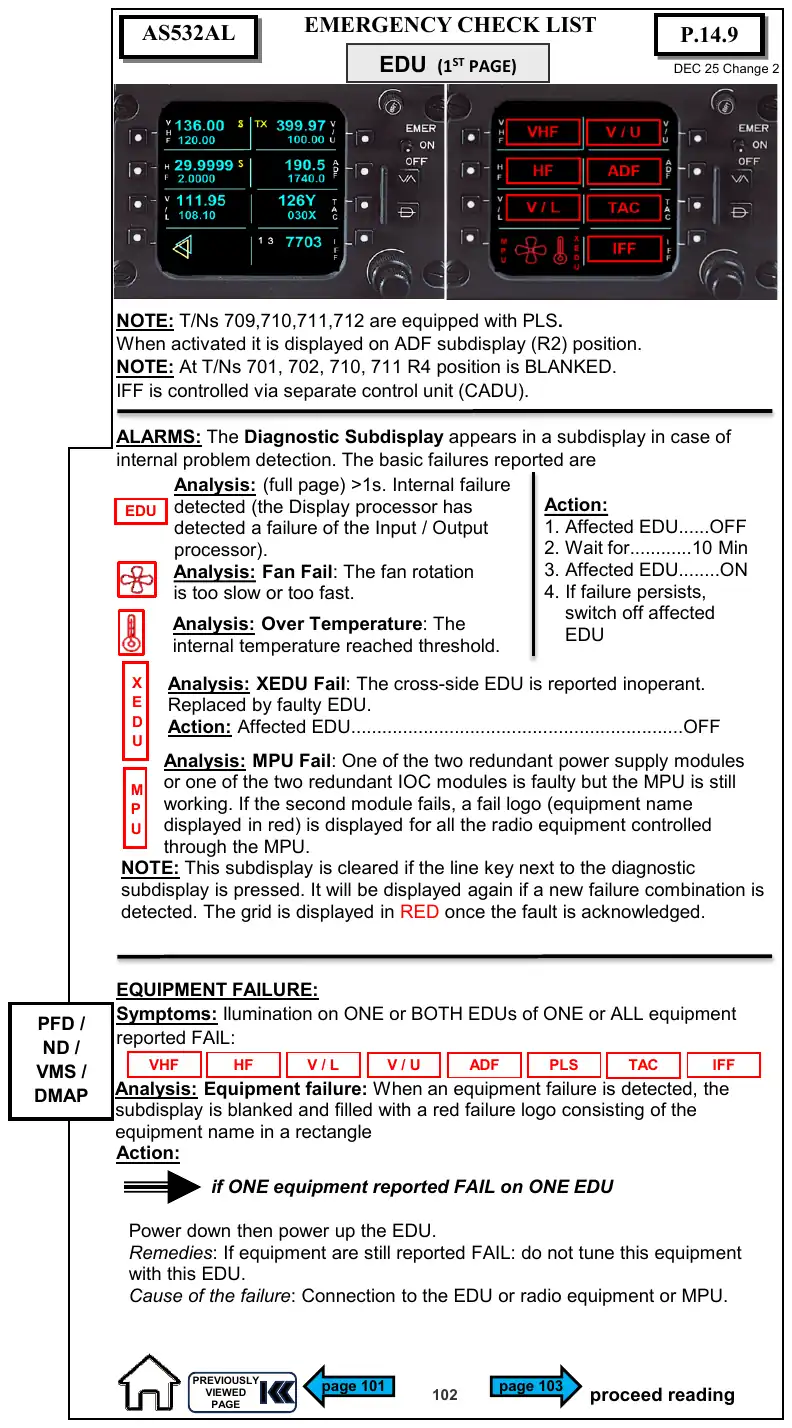 AS532AL
EMERGENCY CHECK LIST
P.14.9
EDU (1ST PAGE)
DEC 25 Change 2
VHF
136.00 S
120.00
TX 399.97
100.00
V/U
HF
29.9999 S
2.0000
190.5
1740.0
ADF
V/L
111.95
108.10
126Y
030X
TAC
1 3 7703
IFF
EMER
ON
OFF
VHF
VHF
V / U
V/U
HF
HF
ADF
ADF
V/L
V / L
TAC
TAC
MPU
XEDU
IFF
IFF
EMER
ON
OFF
NOTE: T/Ns 709,710,711,712 are equipped with PLS.
When activated it is displayed on ADF subdisplay (R2) position.
NOTE: At T/Ns 701, 702, 710, 711 R4 position is BLANKED.
IFF is controlled via separate control unit (CADU).
ALARMS: The Diagnostic Subdisplay appears in a subdisplay in case of
internal problem detection. The basic failures reported are
EDU
Analysis: (full page) >1s. Internal failure
detected (the Display processor has
detected a failure of the Input / Output
processor).
Analysis: Fan Fail: The fan rotation
is too slow or too fast.
Analysis: Over Temperature: The
internal temperature reached threshold.
Action:
1. Affected EDU......OFF
2. Wait for............10 Min
3. Affected EDU........ON
4. If failure persists,
switch off affected
EDU
X
E
D
U
Analysis: XEDU Fail: The cross-side EDU is reported inoperant.
Replaced by faulty EDU.
Action: Affected EDU................................................................OFF
M
P
U
Analysis: MPU Fail: One of the two redundant power supply modules
or one of the two redundant IOC modules is faulty but the MPU is still
working. If the second module fails, a fail logo (equipment name
displayed in red) is displayed for all the radio equipment controlled
through the MPU.
NOTE: This subdisplay is cleared if the line key next to the diagnostic
subdisplay is pressed. It will be displayed again if a new failure combination is
detected. The grid is displayed in RED once the fault is acknowledged.
PFD /
ND /
VMS /
DMAP
EQUIPMENT FAILURE:
Symptoms: Ilumination on ONE or BOTH EDUs of ONE or ALL equipment
reported FAIL:
VHF HF V / L V / U ADF PLS TAC IFF
Analysis: Equipment failure: When an equipment failure is detected, the
subdisplay is blanked and filled with a red failure logo consisting of the
equipment name in a rectangle
Action:
if ONE equipment reported FAIL on ONE EDU
Power down then power up the EDU.
Remedies: If equipment are still reported FAIL: do not tune this equipment
with this EDU.
Cause of the failure: Connection to the EDU or radio equipment or MPU.
PREVIOUSLY
VIEWED
PAGE
page 101
102
page 103
proceed reading